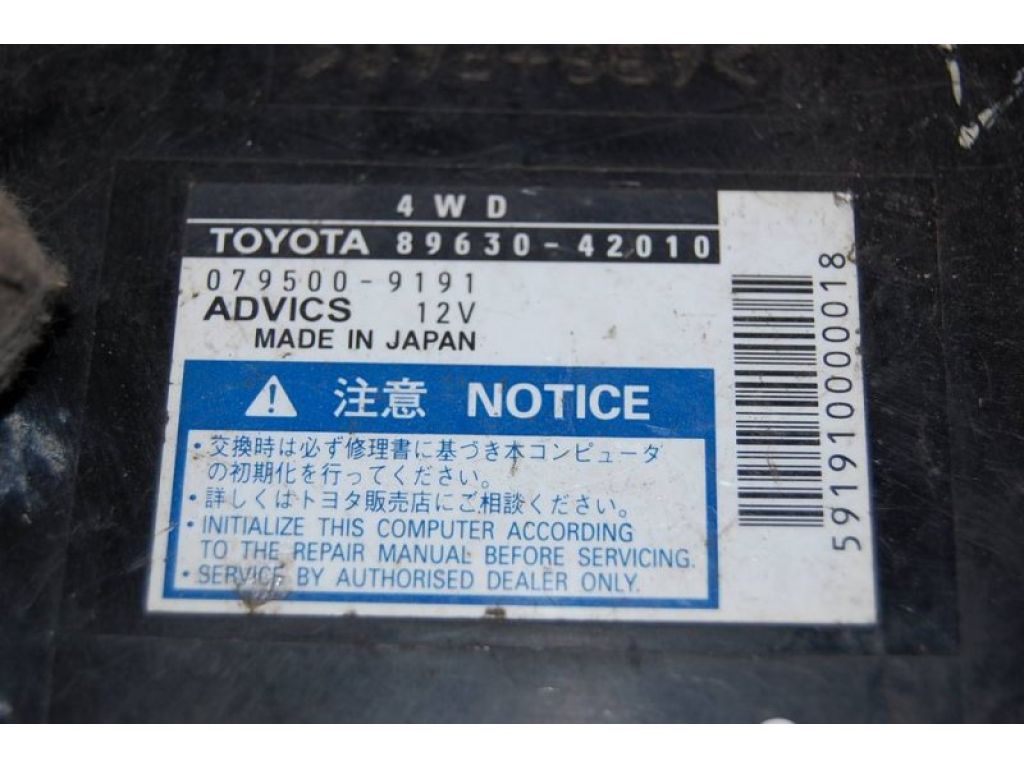 4WD
TOYOTA 89630-42010
079500-9191
ADVICS 12V
MADE IN JAPAN
注意 NOTICE
・交換時は必ず修理書に基づき本コンピュータ
の初期化を行ってください。
・詳しくはトヨタ販売店にご相談ください。
・INITIALIZE THIS COMPUTER ACCORDING
TO THE REPAIR MANUAL BEFORE SERVICING.
・SERVICE BY AUTHORISED DEALER ONLY.
5919100000018